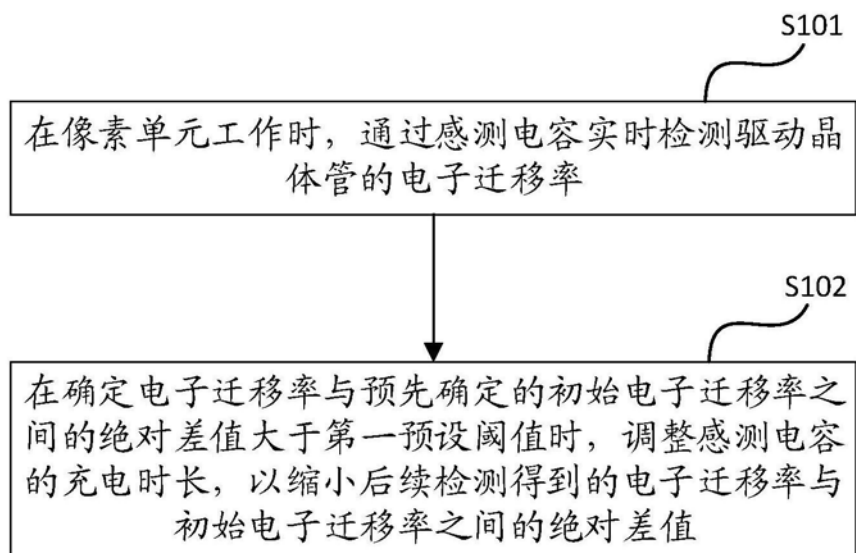 S101
在像素单元工作时，通过感测电容实时检测驱动晶
体管的电子迁移率
S102
在确定电子迁移率与预先确定的初始电子迁移率之
间的绝对差值大于第一预设阈值时，调整感测电容
的充电时长，以缩小后续检测得到的电子迁移率与
初始电子迁移率之间的绝对差值